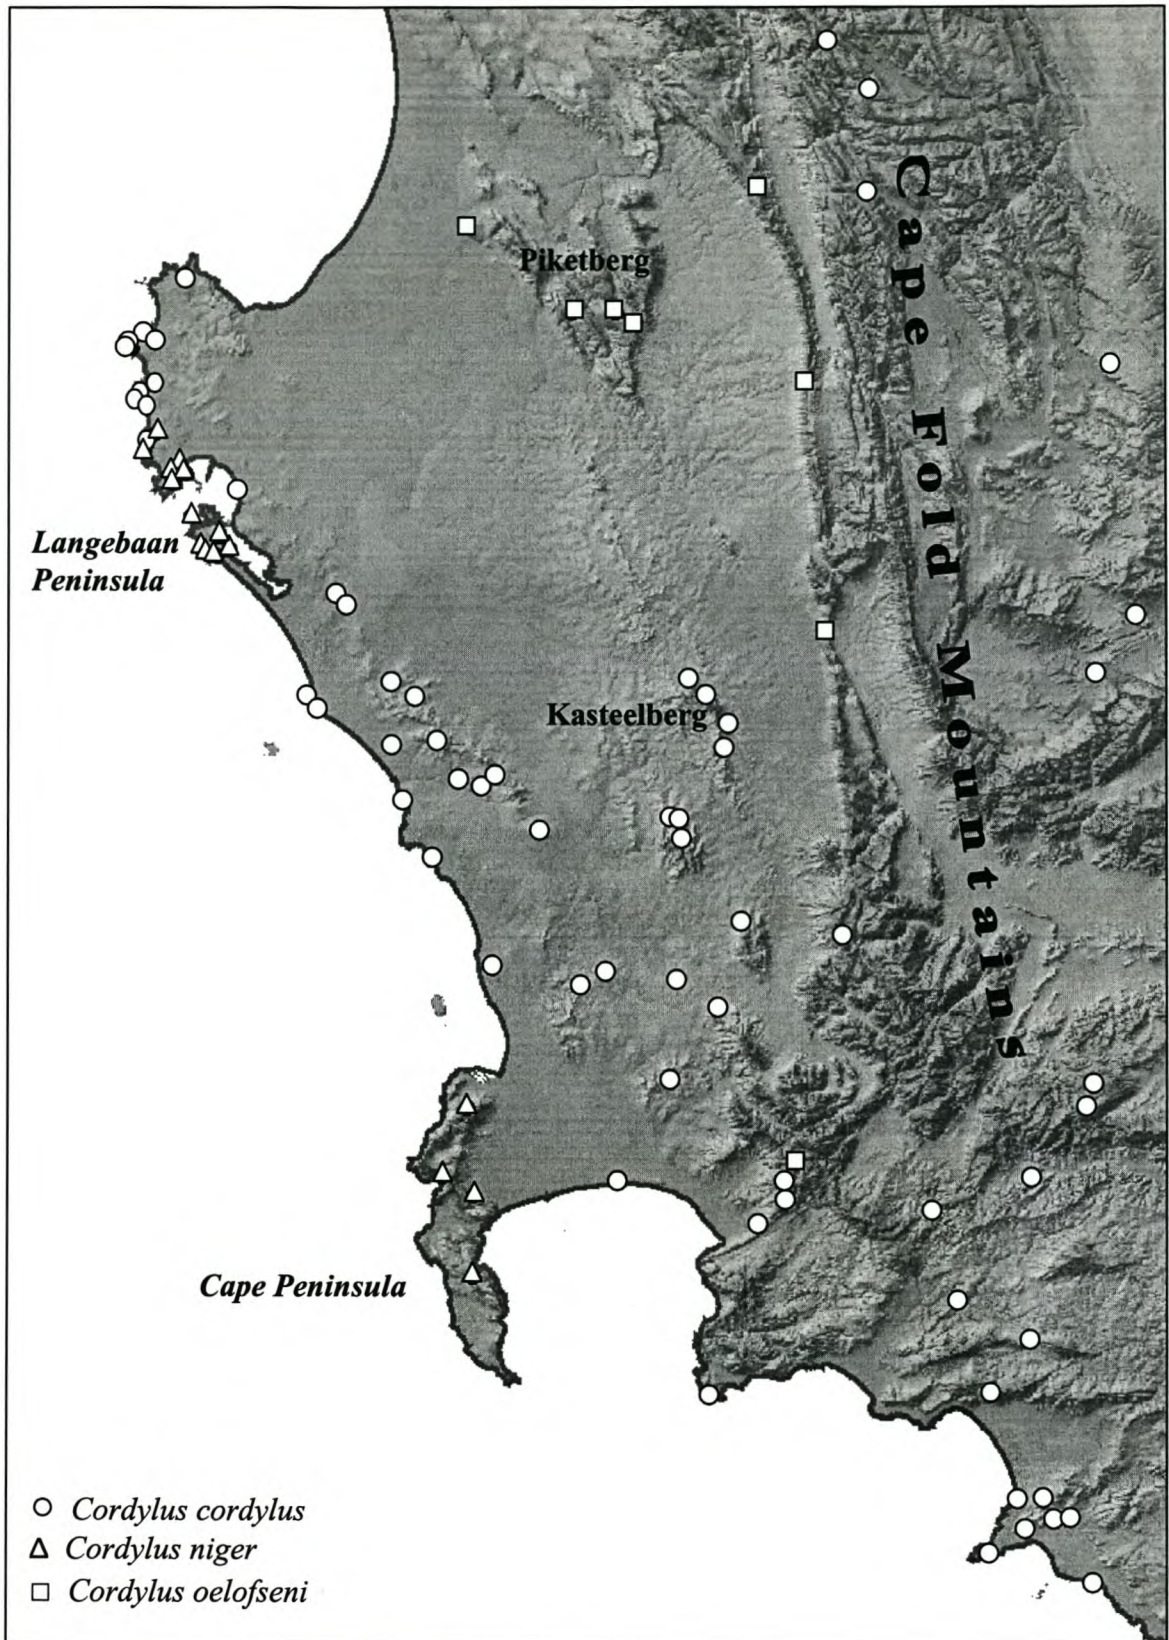 Piketberg
Cape Fold Mountains
Langebaan
Peninsula
Kasteelberg
Cape Peninsula
Cordylus cordylus
Cordylus niger
Cordylus oelofseni